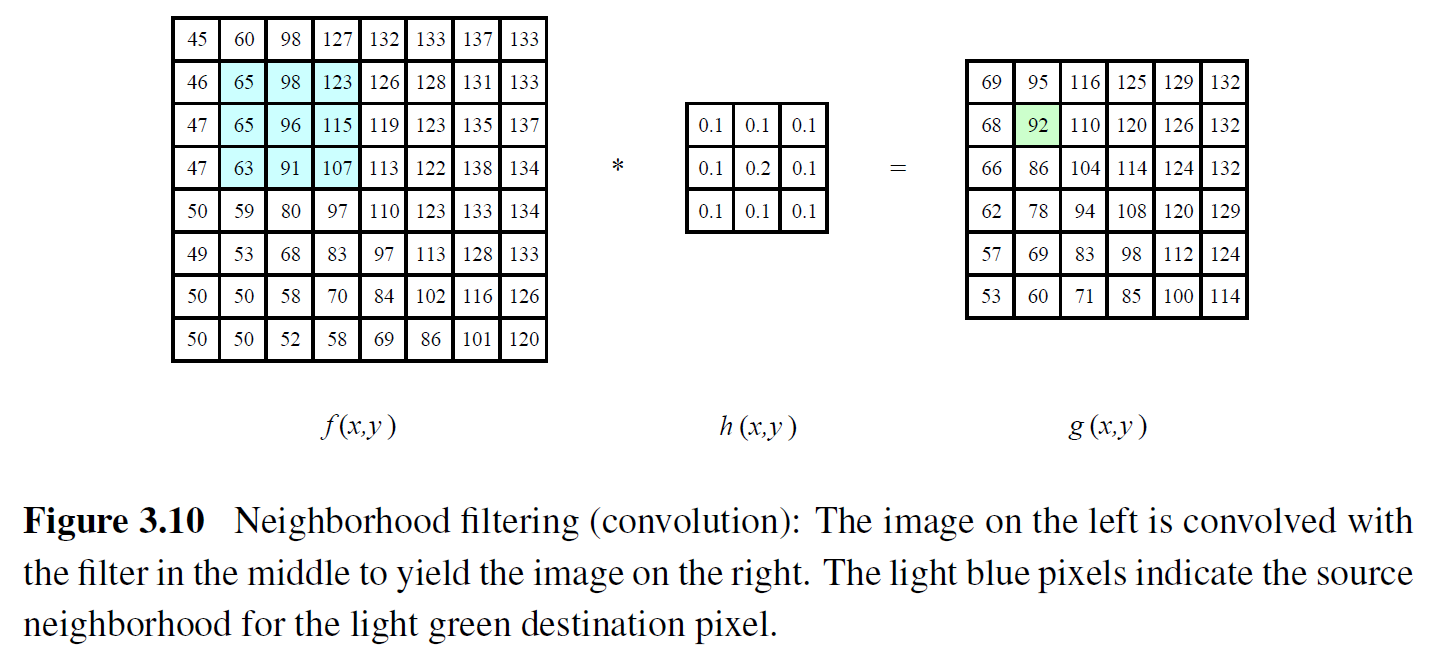 45 60 98 127 132 133 137 133
46 65 98 123 126 128 131 133
47 65 96 115 119 123 135 137
47 63 91 107 113 122 138 134
50 59 80 97 110 123 133 134
49 53 68 83 97 113 128 133
50 50 58 70 84 102 116 126
50 50 52 58 69 86 101 120
*
0.1 0.1 0.1
0.1 0.2 0.1
0.1 0.1 0.1
=
69 95 116 125 129 132
68 92 110 120 126 132
66 86 104 114 124 132
62 78 94 108 120 129
57 69 83 98 112 124
53 60 71 85 100 114
f (x,y) h (x,y) g (x,y)
Figure 3.10 Neighborhood filtering (convolution): The image on the left is convolved with
the filter in the middle to yield the image on the right. The light blue pixels indicate the source
neighborhood for the light green destination pixel.